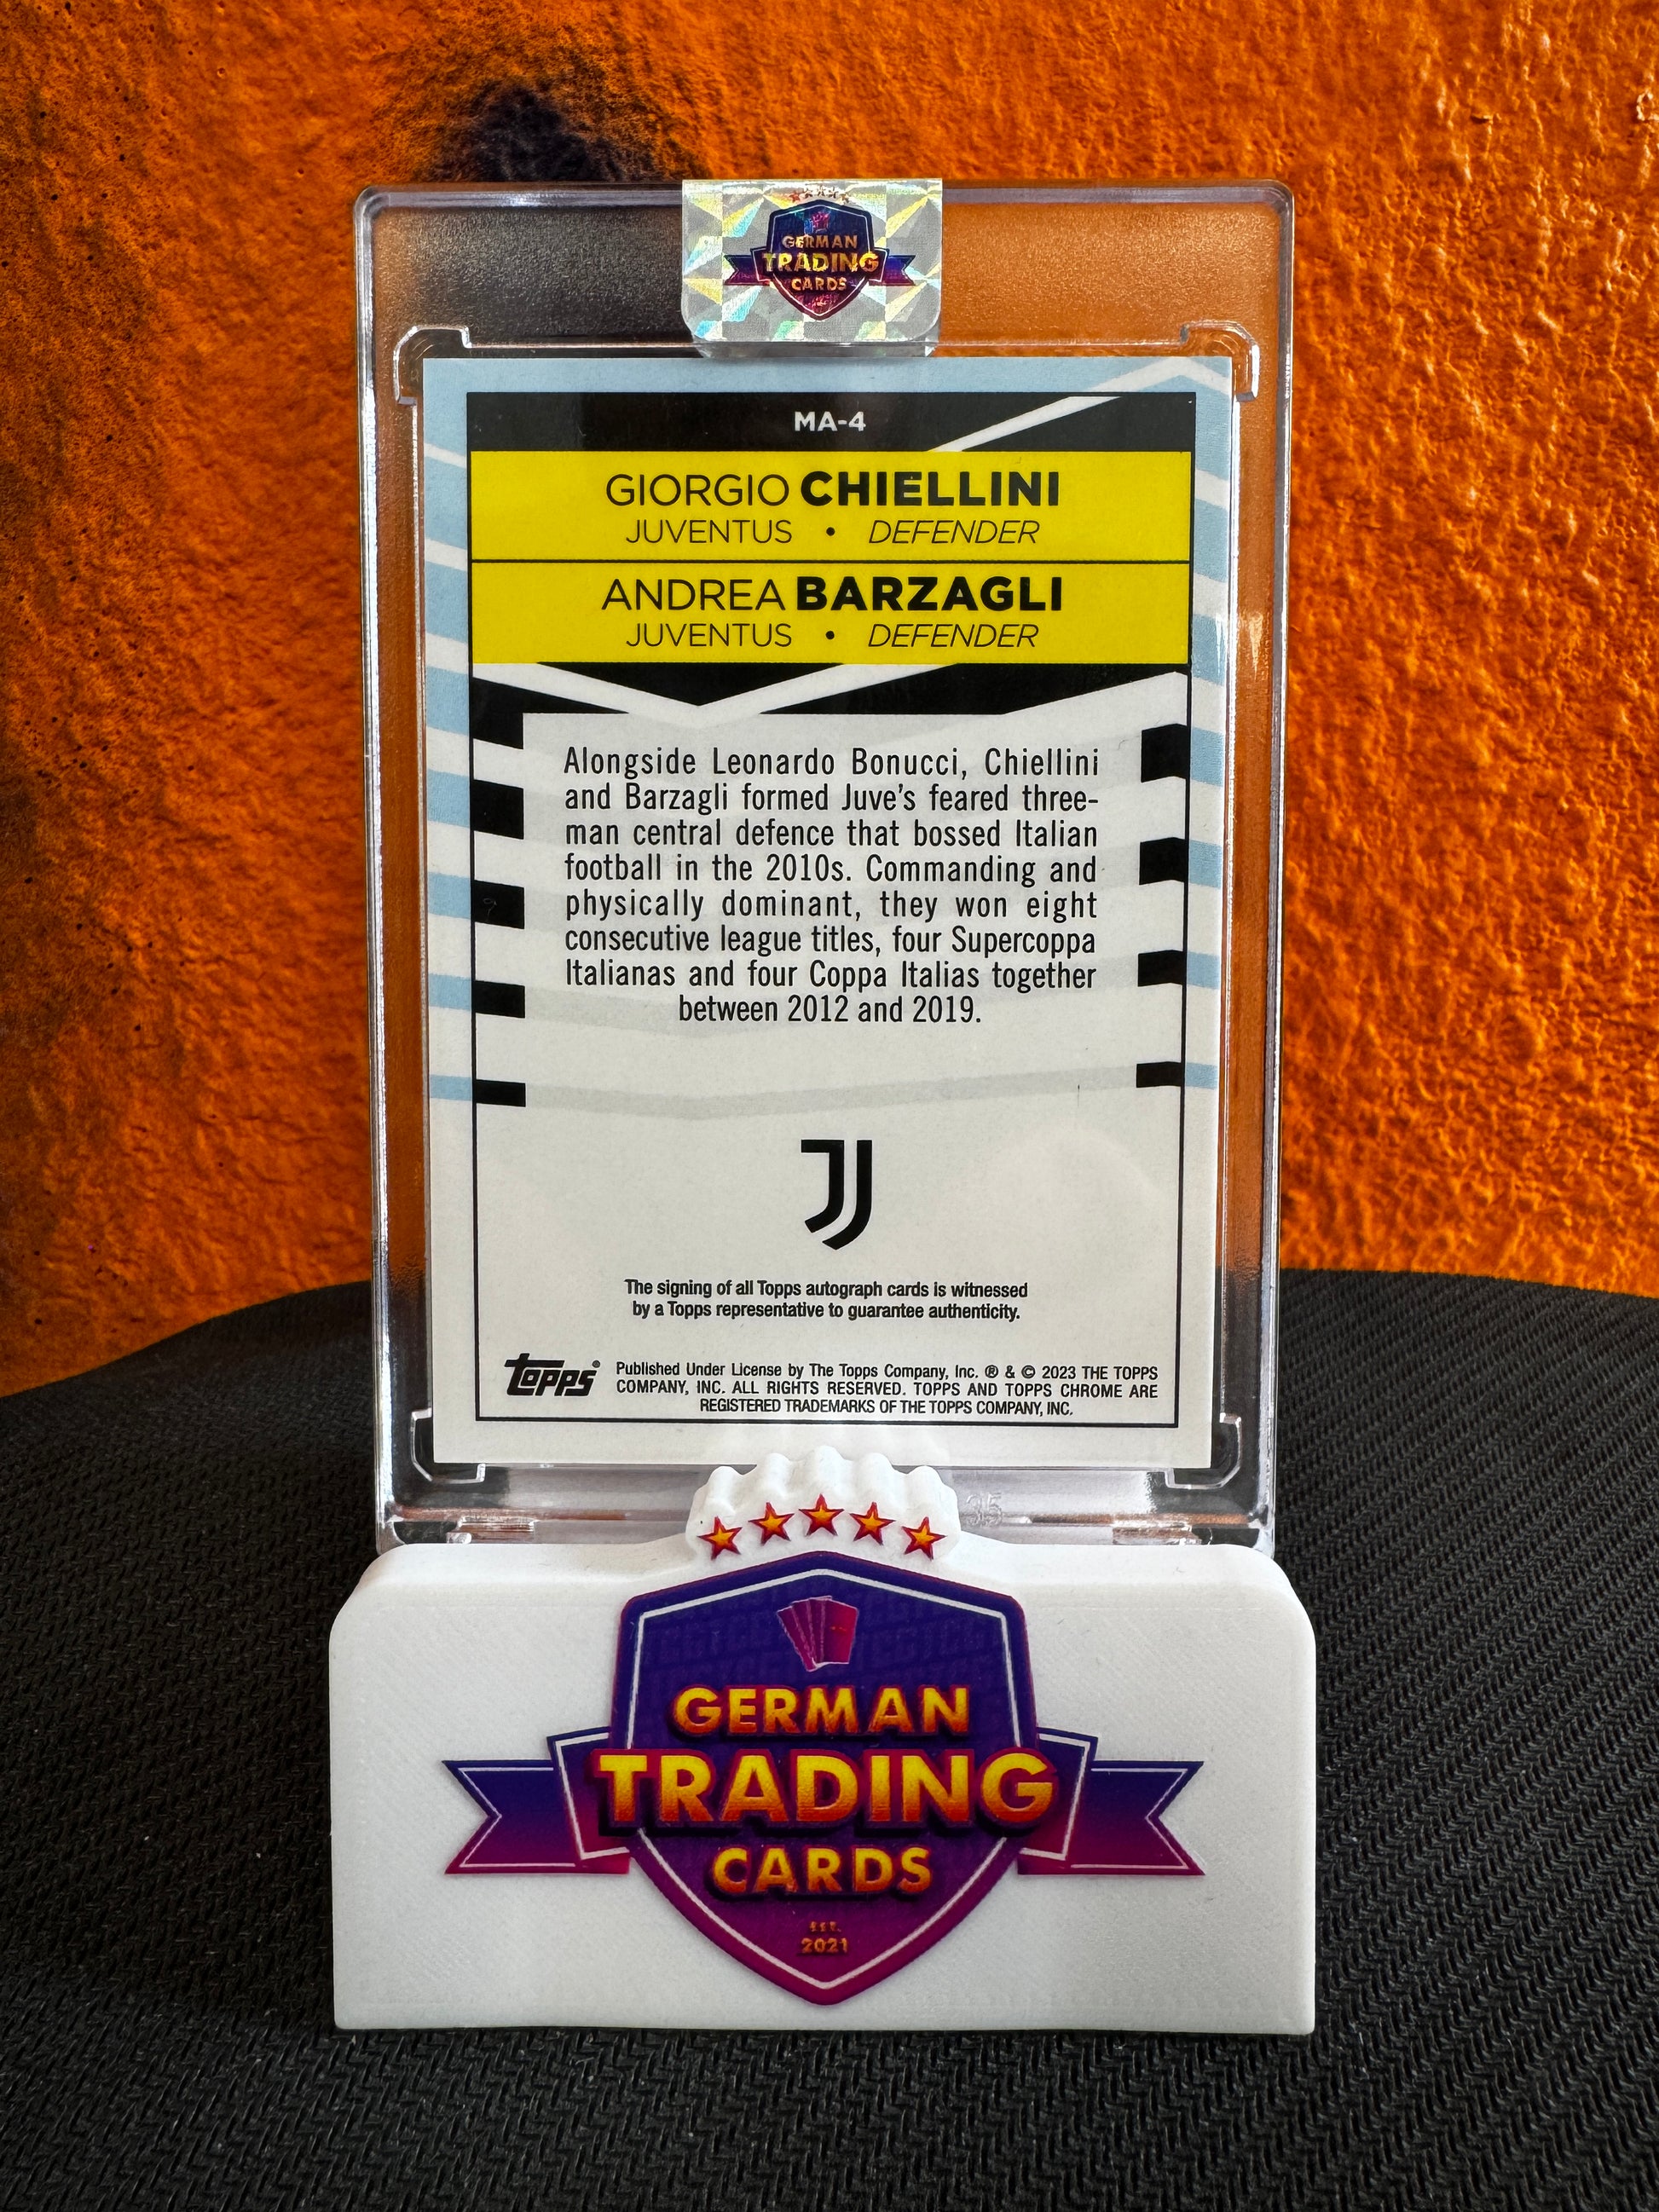 GERMAN
TRADING
CARDS
MA-4
GIORGIO CHIELLINI
JUVENTUS • DEFENDER
ANDREA BARZAGLI
JUVENTUS • DEFENDER
Alongside Leonardo Bonucci, Chiellini
and Barzagli formed Juve's feared three-
man central defence that bossed Italian
football in the 2010s. Commanding and
physically dominant, they won eight
consecutive league titles, four Supercoppa
Italianas and four Coppa Italias together
between 2012 and 2019.
The signing of all Topps autograph cards is witnessed
by a Topps representative to guarantee authenticity.
Topps®
Published Under License by The Topps Company, Inc. ® & © 2023 THE TOPPS
COMPANY, INC. ALL RIGHTS RESERVED. TOPPS AND TOPPS CHROME ARE
REGISTERED TRADEMARKS OF THE TOPPS COMPANY, INC.
35
GERMAN
TRADING
CARDS
EST.
2021